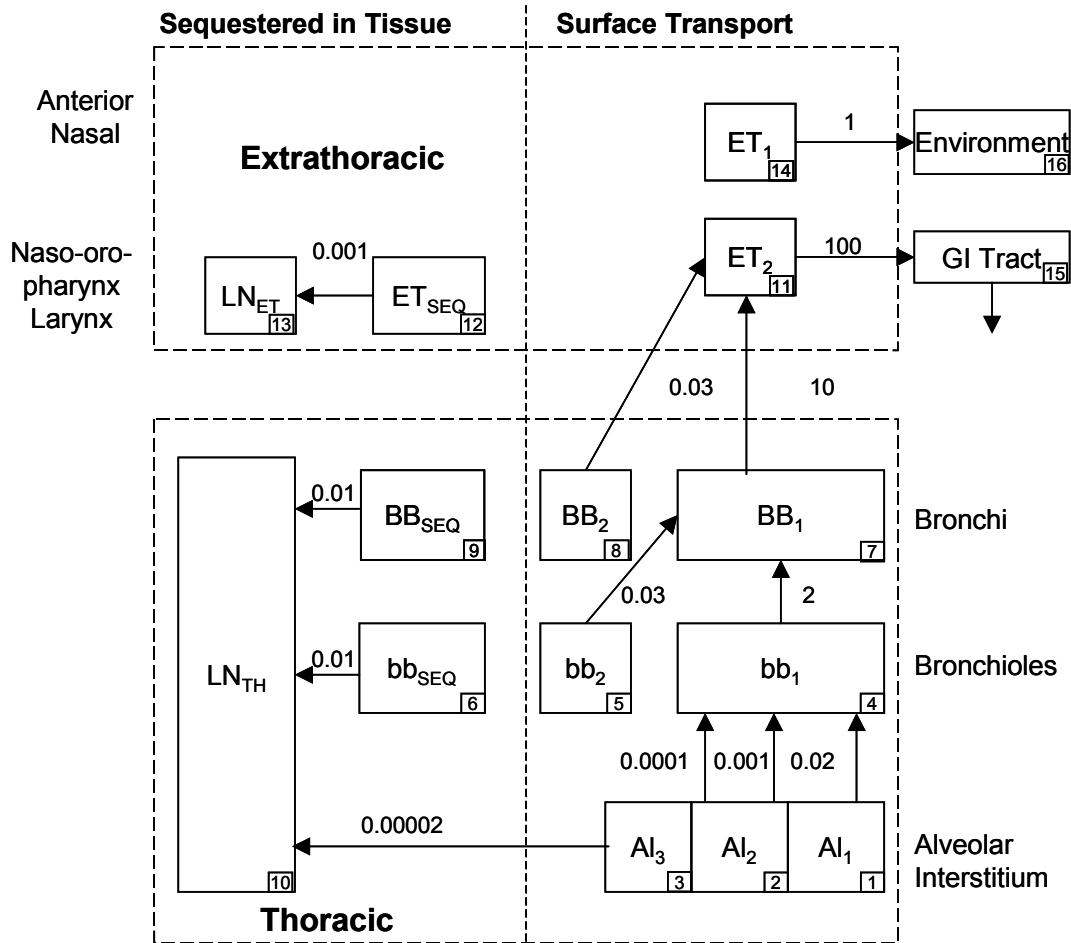 Sequestered in Tissue
Surface Transport
Anterior
Nasal
Extrathoracic
ET1
14
1
Environment
16
Naso-oro-
pharynx
Larynx
LNET
13
0.001
ETSEQ
12
ET2
11
100
GI Tract
15
0.03
10
LNTH
10
0.01
BBSEQ
9
BB2
8
BB1
7
Bronchi
0.03
2
0.01
bbSEQ
6
bb2
5
bb1
4
Bronchioles
0.0001
0.001
0.02
0.00002
AI3
3
AI2
2
AI1
1
Alveolar
Interstitium
Thoracic